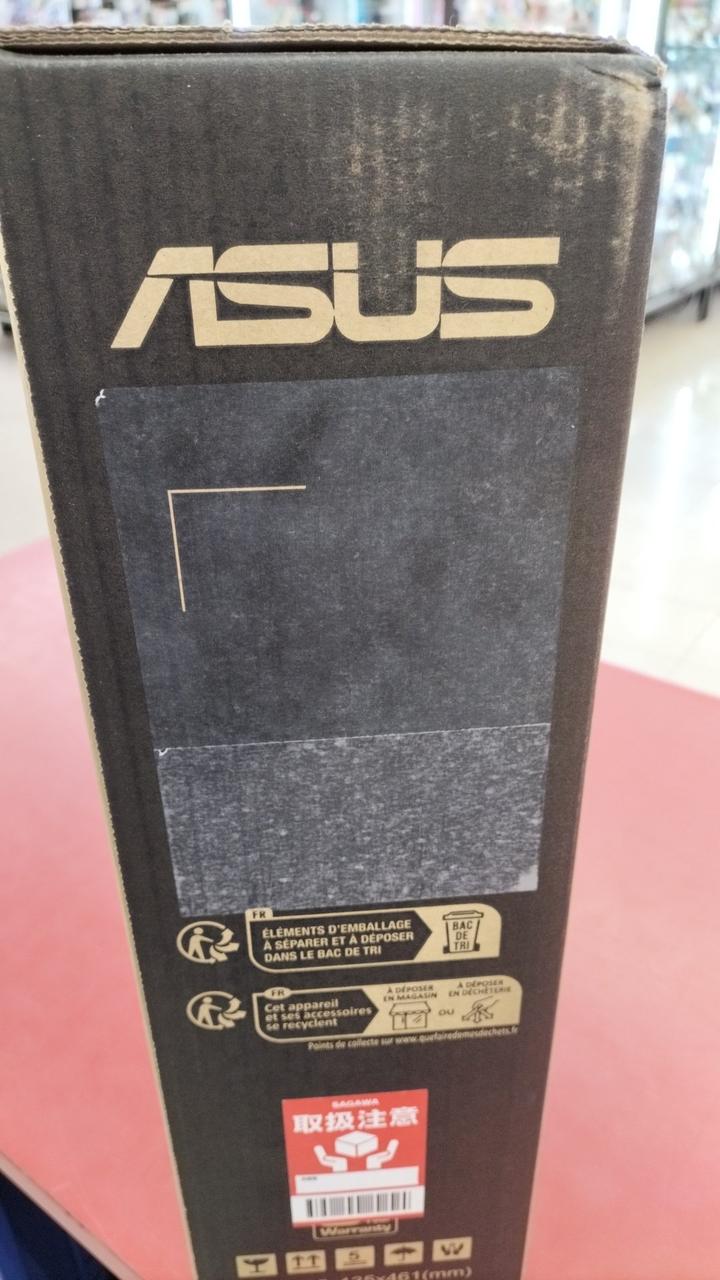 ASUS
FR
ÉLÉMENTS D'EMBALLAGE
À SÉPARER ET À DÉPOSER
DANS LE BAC DE TRI
BAC
DE
TRI
FR
Cet appareil
et ses accessoires
se recyclent
À DÉPOSER
EN MAGASIN
OU
À DÉPOSER
EN DÉCHÈTERIE
Points de collecte sur www.quefairedemesdechets.fr
SAGAWA
取扱注意
Warranty
5
W
135x461(mm)